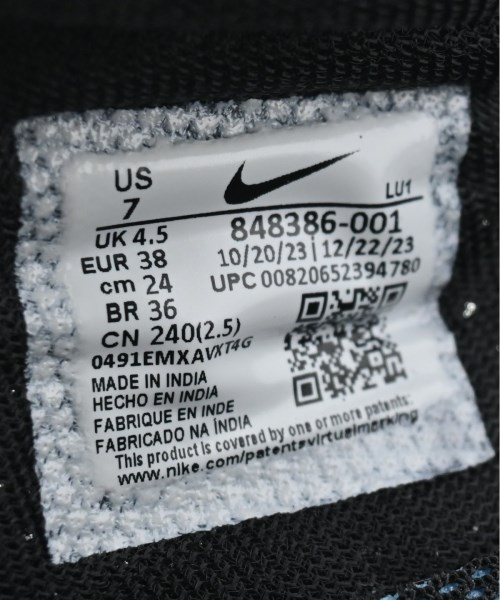 US
7
LU1
UK 4.5
848386-001
EUR 38
10/20/23|12/22/23
cm 24
UPC 00820652394780
BR 36
CN 240(2.5)
0491EMXAVXT4G
MADE IN INDIA
HECHO EN INDIA
FABRIQUE EN INDE
FABRICADO NA ÍNDIA
This product is covered by one or more patents:
www.nike.com/patentsvirtualmarking